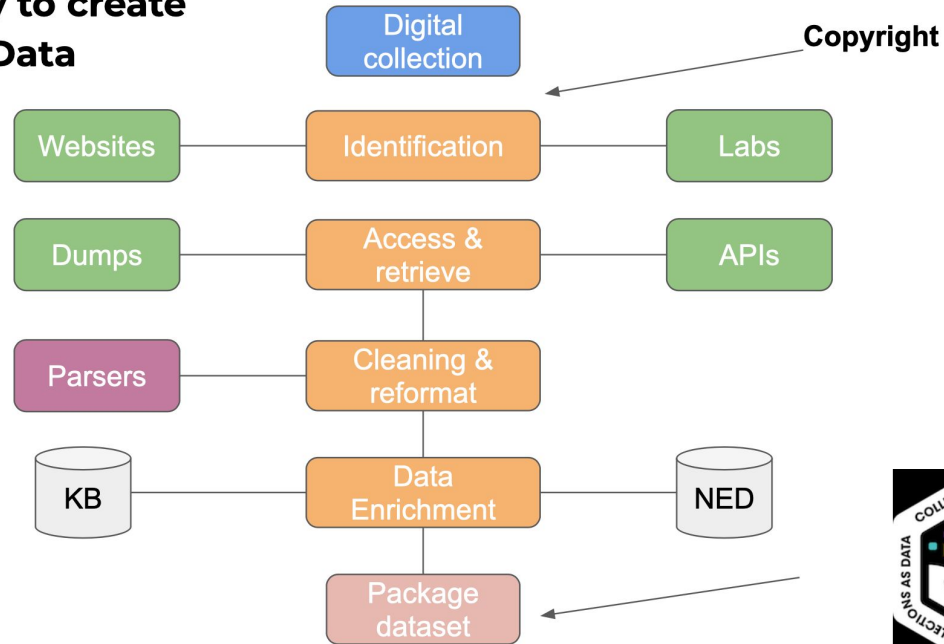 to create
Data
Digital
collection
Copyright
Websites
Identification
Labs
Dumps
Access &
retrieve
APIs
Parsers
Cleaning &
reformat
KB
Data
Enrichment
NED
Package
dataset
AS DATA